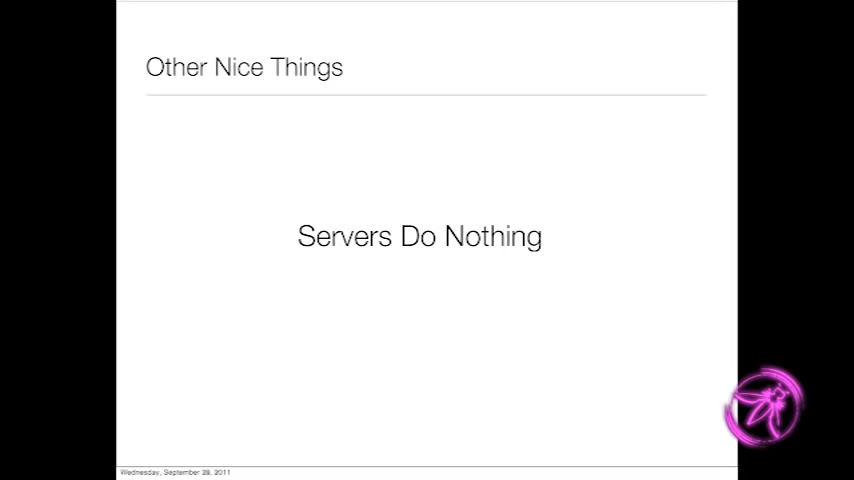 Other Nice Things
Servers Do Nothing
Wednesday, September 28, 2011